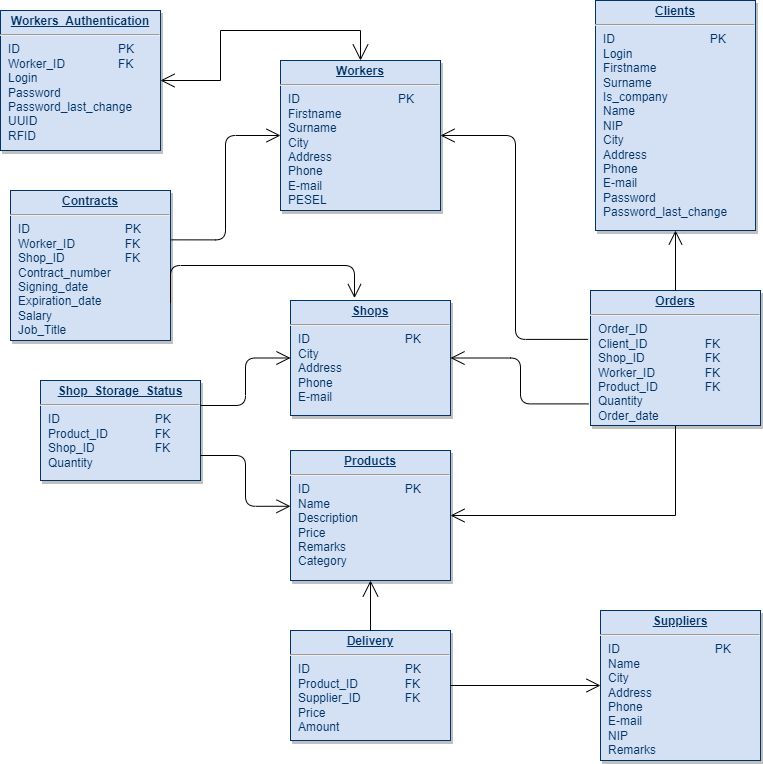 Workers_Authentication
ID PK
Worker_ID FK
Login
Password
Password_last_change
UUID
RFID
Workers
ID PK
Firstname
Surname
City
Address
Phone
E-mail
PESEL
Clients
ID PK
Login
Firstname
Surname
Is_company
Name
NIP
City
Address
Phone
E-mail
Password
Password_last_change
Contracts
ID PK
Worker_ID FK
Shop_ID FK
Contract_number
Signing_date
Expiration_date
Salary
Job_Title
Shops
ID PK
City
Address
Phone
E-mail
Orders
Order_ID
Client_ID FK
Shop_ID FK
Worker_ID FK
Product_ID FK
Quantity
Order_date
Shop_Storage_Status
ID PK
Product_ID FK
Shop_ID FK
Quantity
Products
ID PK
Name
Description
Price
Remarks
Category
Delivery
ID PK
Product_ID FK
Supplier_ID FK
Price
Amount
Suppliers
ID PK
Name
City
Address
Phone
E-mail
NIP
Remarks